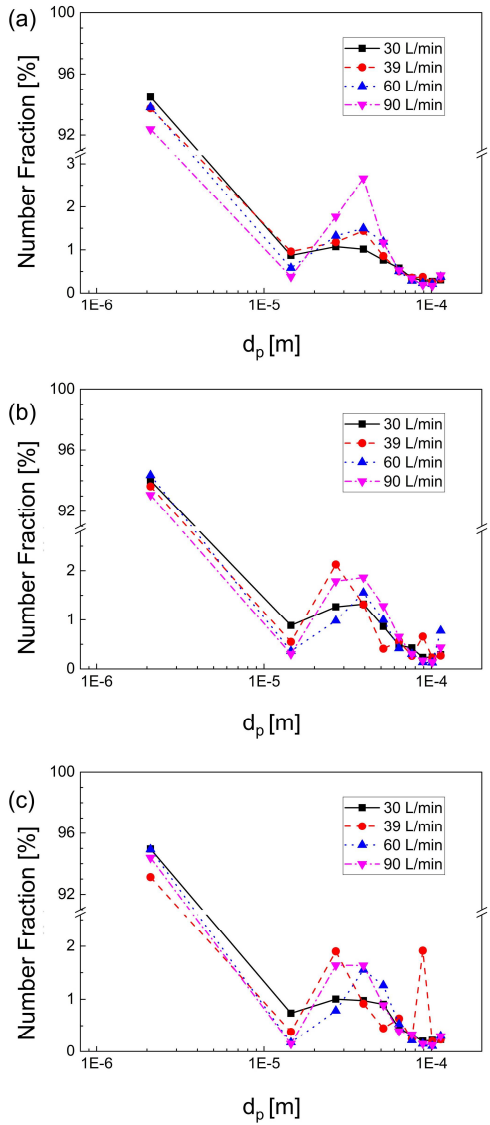 (a)
100
96
92
3
2
1
0
Number Fraction [%]
30 L/min
39 L/min
60 L/min
90 L/min
1E-6
1E-5
1E-4
dp [m]
(b)
100
96
92
2
1
0
Number Fraction [%]
30 L/min
39 L/min
60 L/min
90 L/min
1E-6
1E-5
1E-4
dp [m]
(c)
100
96
92
2
1
0
Number Fraction [%]
30 L/min
39 L/min
60 L/min
90 L/min
1E-6
1E-5
1E-4
dp [m]